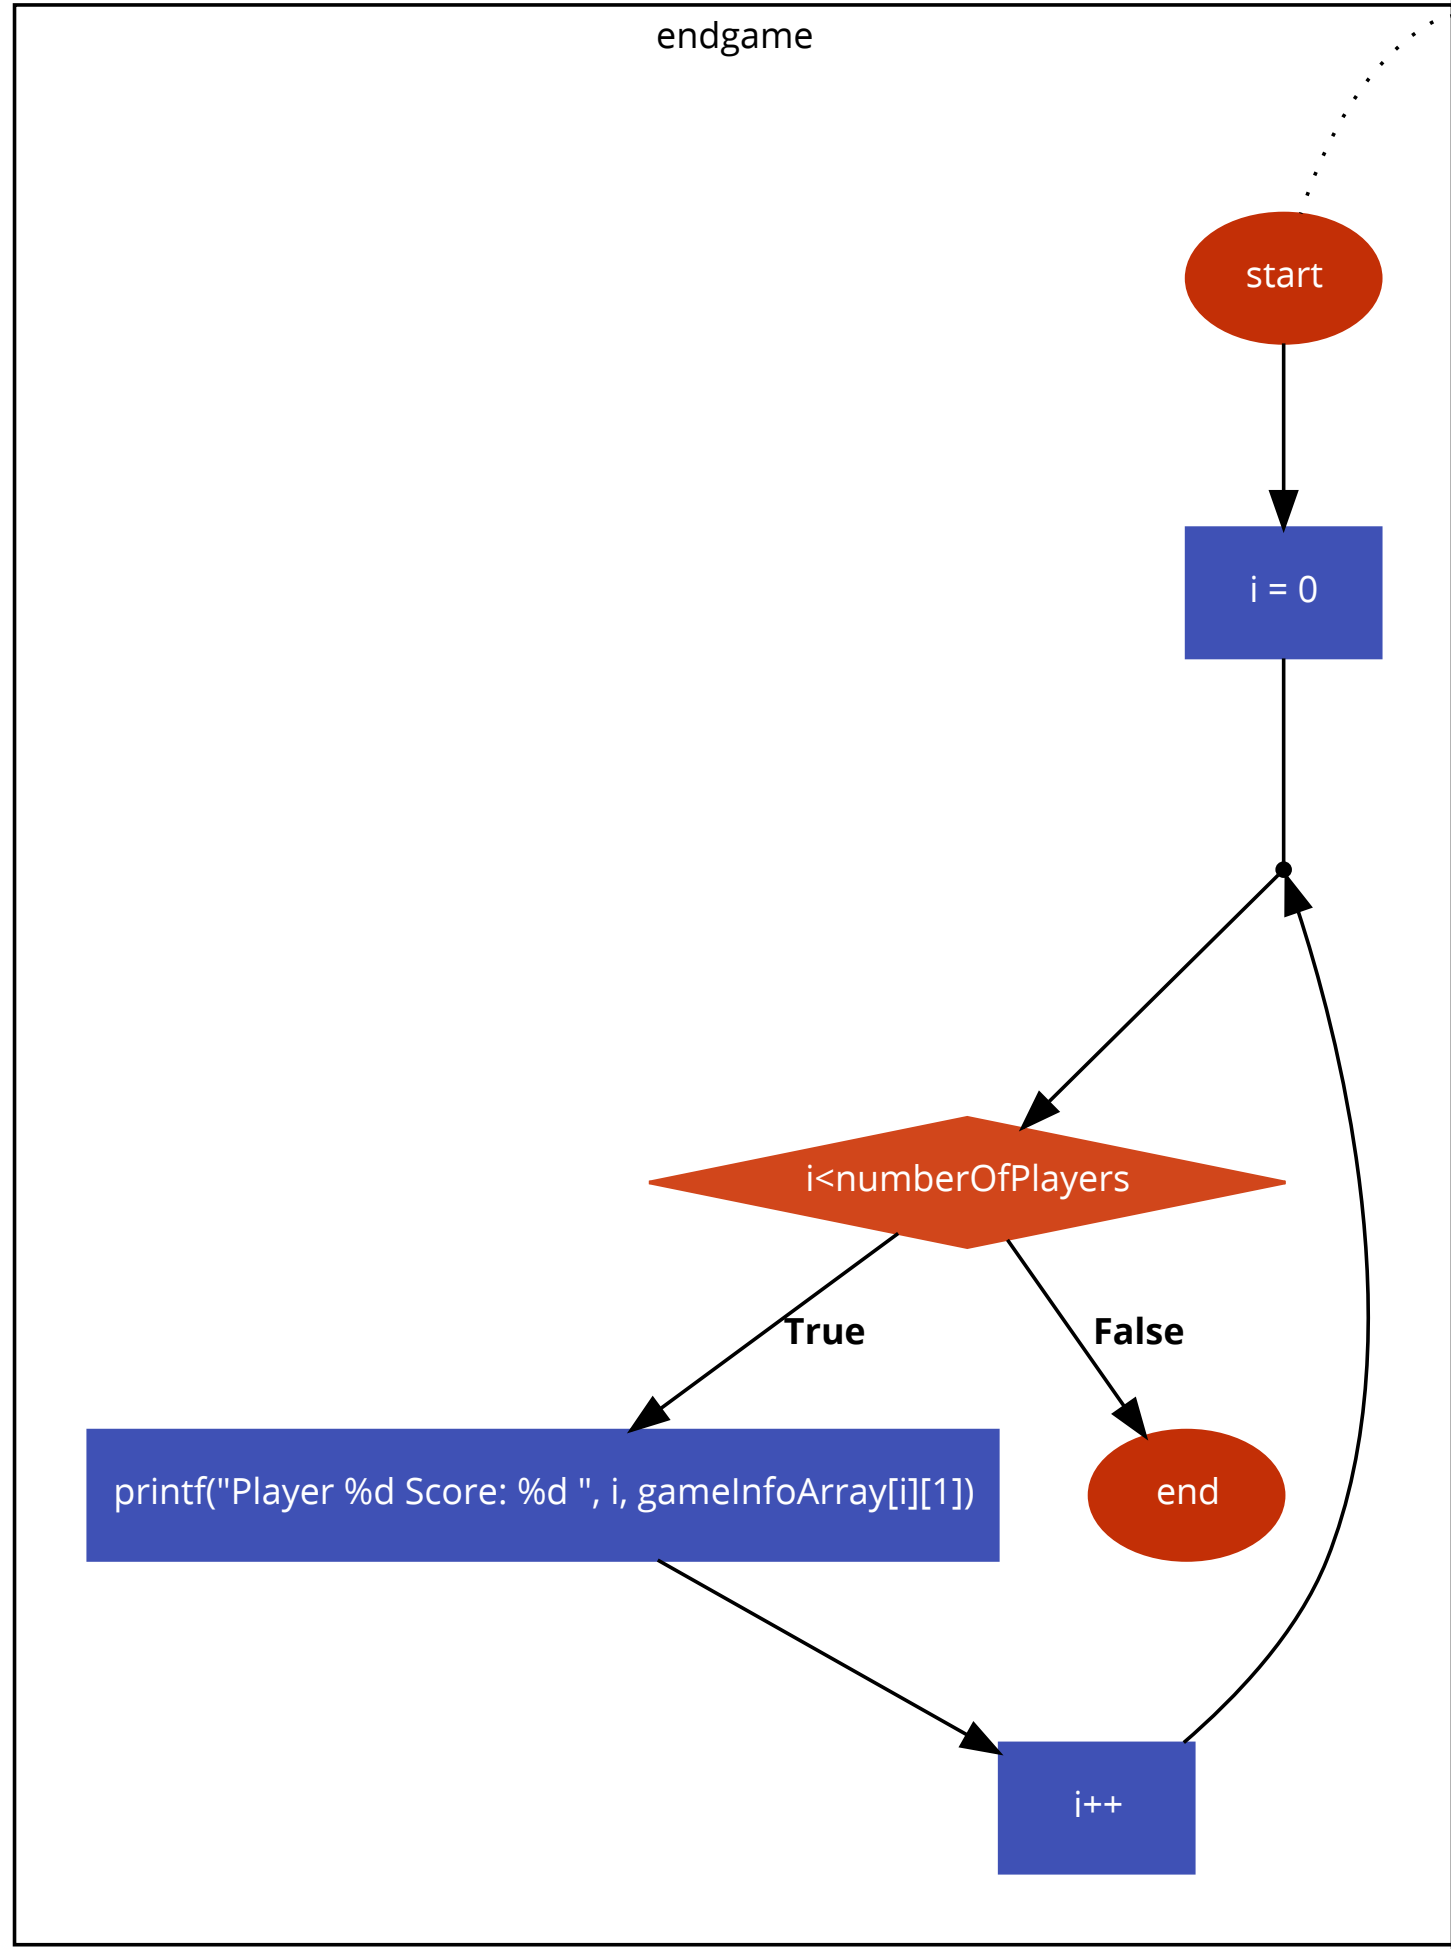 endgame
start
i = 0
i<numberOfPlayers
True
False
printf("Player %d Score: %d ", i, gameInfoArray[i][1])
end
i++